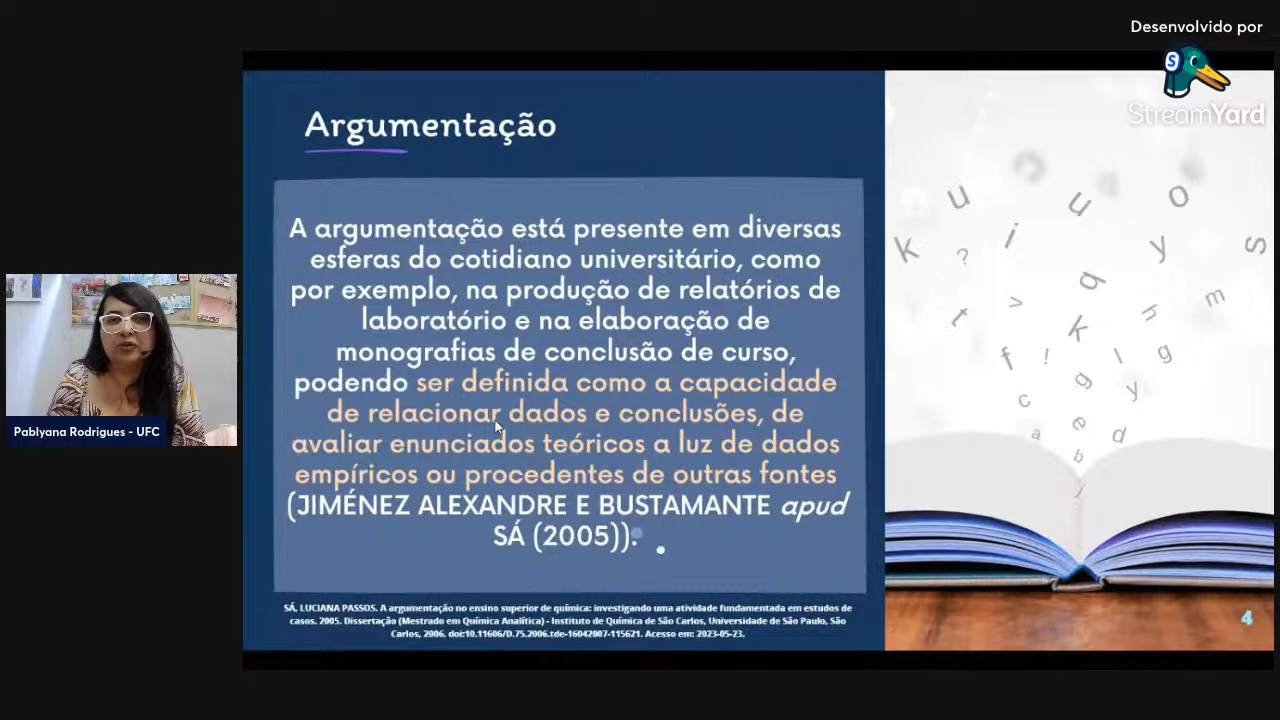 Desenvolvido por
StreamYard
Argumentação
A argumentação está presente em diversas
esferas do cotidiano universitário, como
por exemplo, na produção de relatórios de
laboratório e na elaboração de
monografias de conclusão de curso,
podendo ser definida como a capacidade
de relacionar dados e conclusões, de
avaliar enunciados teóricos a luz de dados
empíricos ou procedentes de outras fontes
(JIMÉNEZ ALEXANDRE E BUSTAMANTE apud
SÁ (2005)).
SÁ, LUCIANA PASSOS. A argumentação no ensino superior de química: investigando uma atividade fundamentada em estudos de
casos. 2005. Dissertação (Mestrado em Química Analítica) - Instituto de Química de São Carlos, Universidade de São Paulo, São
Carlos, 2006. doi:10.11606/D.75.2006.tde-16042007-115621. Acesso em: 2023-05-23.
4
Pablyana Rodrigues - UFC